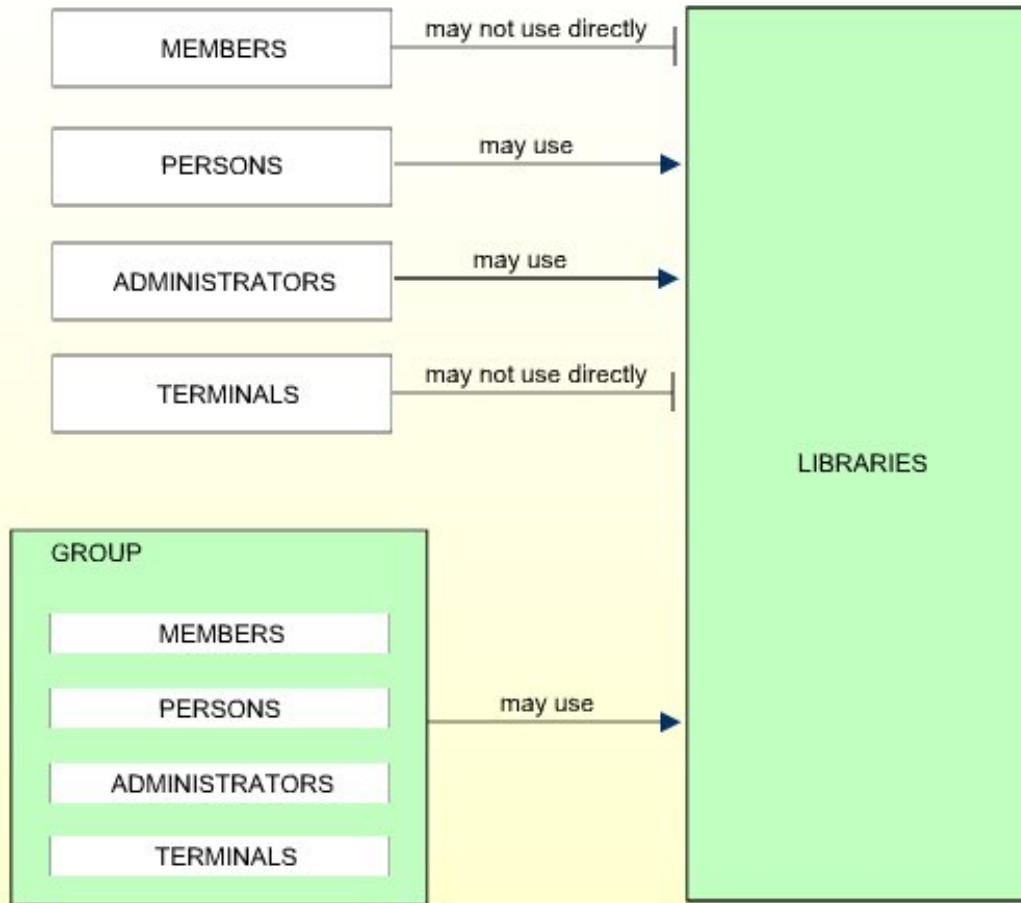 MEMBERS
may not use directly
PERSONS
may use
ADMINISTRATORS
may use
TERMINALS
may not use directly
LIBRARIES
GROUP
MEMBERS
PERSONS
may use
ADMINISTRATORS
TERMINALS